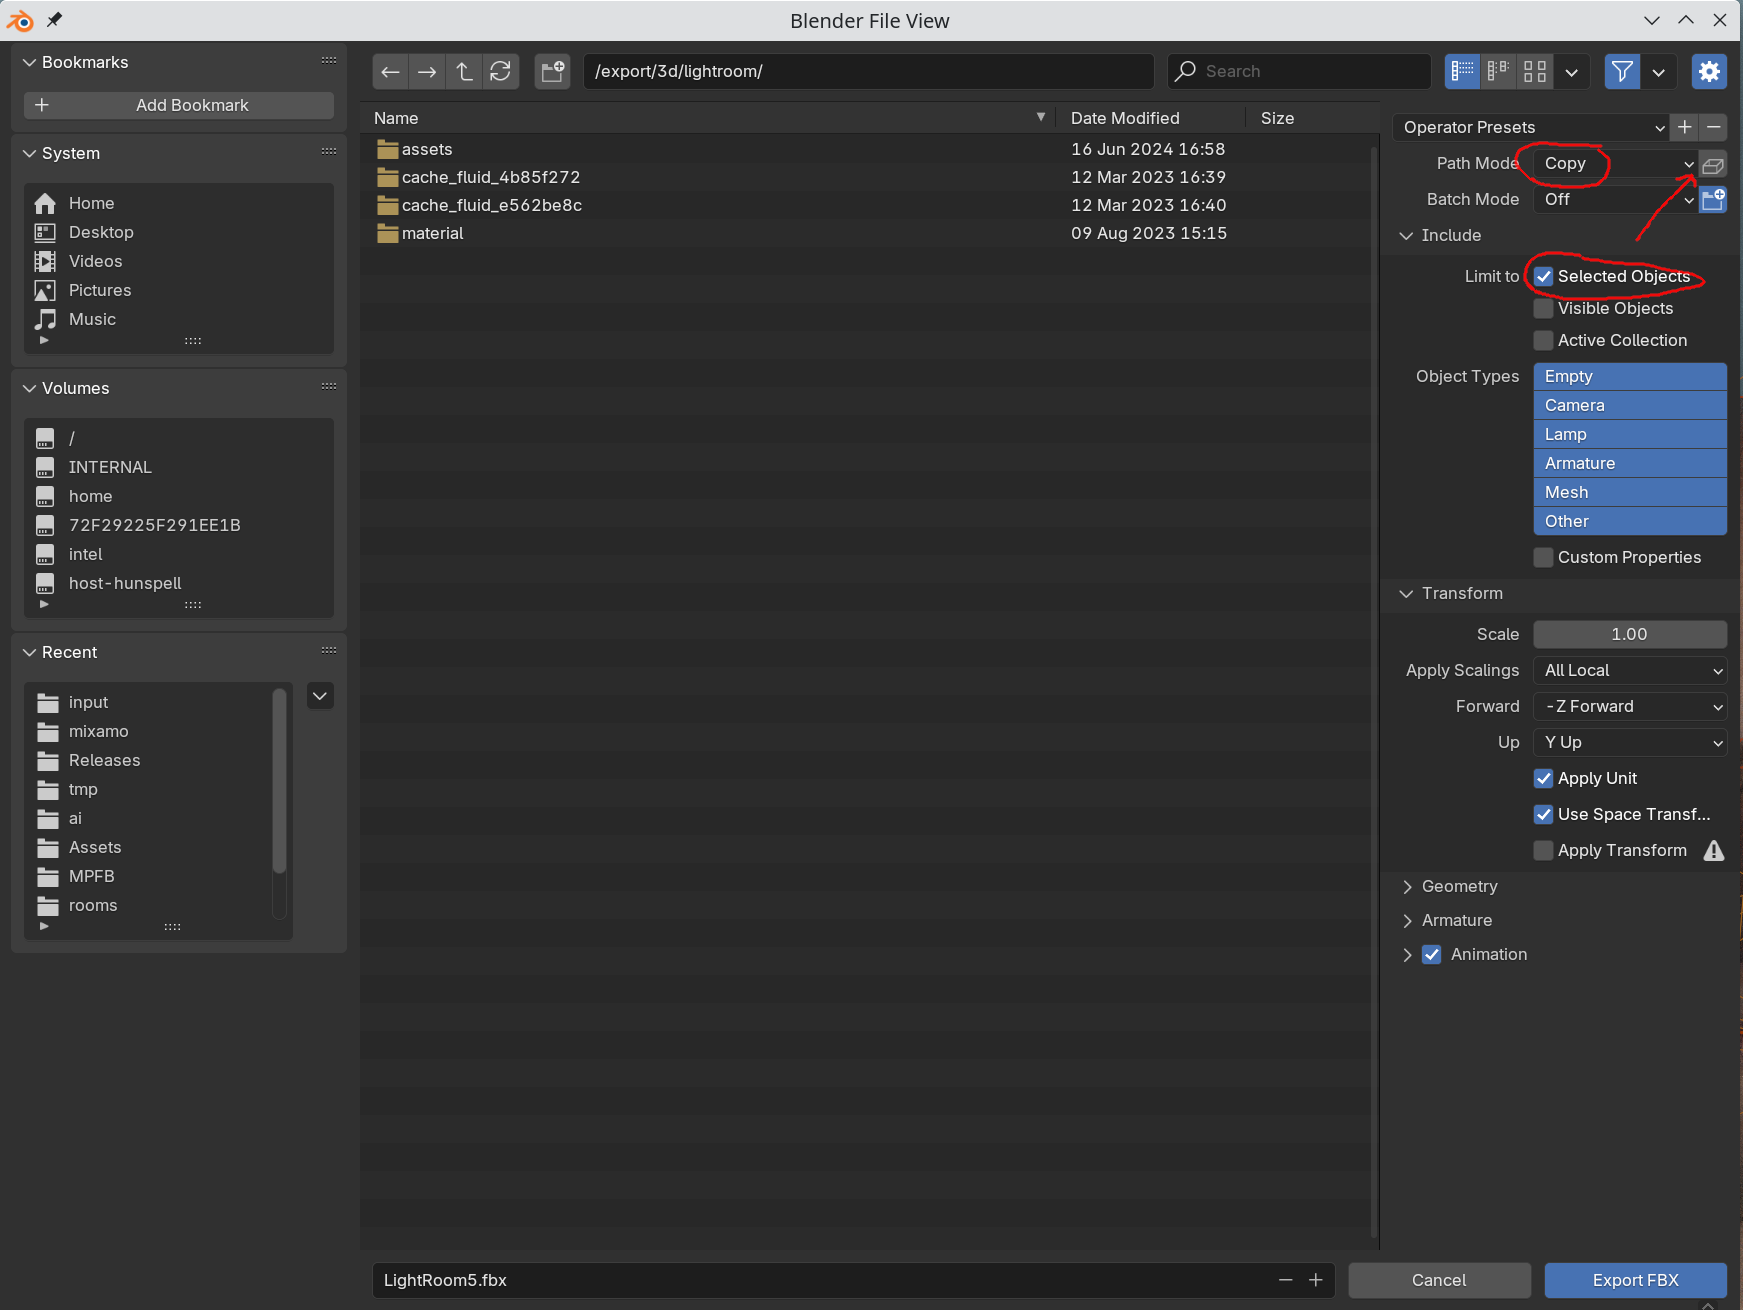 Blender File View
Bookmarks
Add Bookmark
System
Home
Desktop
Videos
Pictures
Music
Volumes
/
INTERNAL
home
72F29225F291EE1B
intel
host-hunspell
Recent
input
mixamo
Releases
tmp
ai
Assets
MPFB
rooms
/export/3d/lightroom/
Search
Name Date Modified Size
assets 16 Jun 2024 16:58
cache_fluid_4b85f272 12 Mar 2023 16:39
cache_fluid_e562be8c 12 Mar 2023 16:40
material 09 Aug 2023 15:15
Operator Presets
Path Mode Copy
Batch Mode Off
Include
Limit to Selected Objects
Visible Objects
Active Collection
Object Types Empty
Camera
Lamp
Armature
Mesh
Other
Custom Properties
Transform
Scale 1.00
Apply Scalings All Local
Forward -Z Forward
Up Y Up
Apply Unit
Use Space Transf...
Apply Transform
Geometry
Armature
Animation
LightRoom5.fbx
Cancel
Export FBX